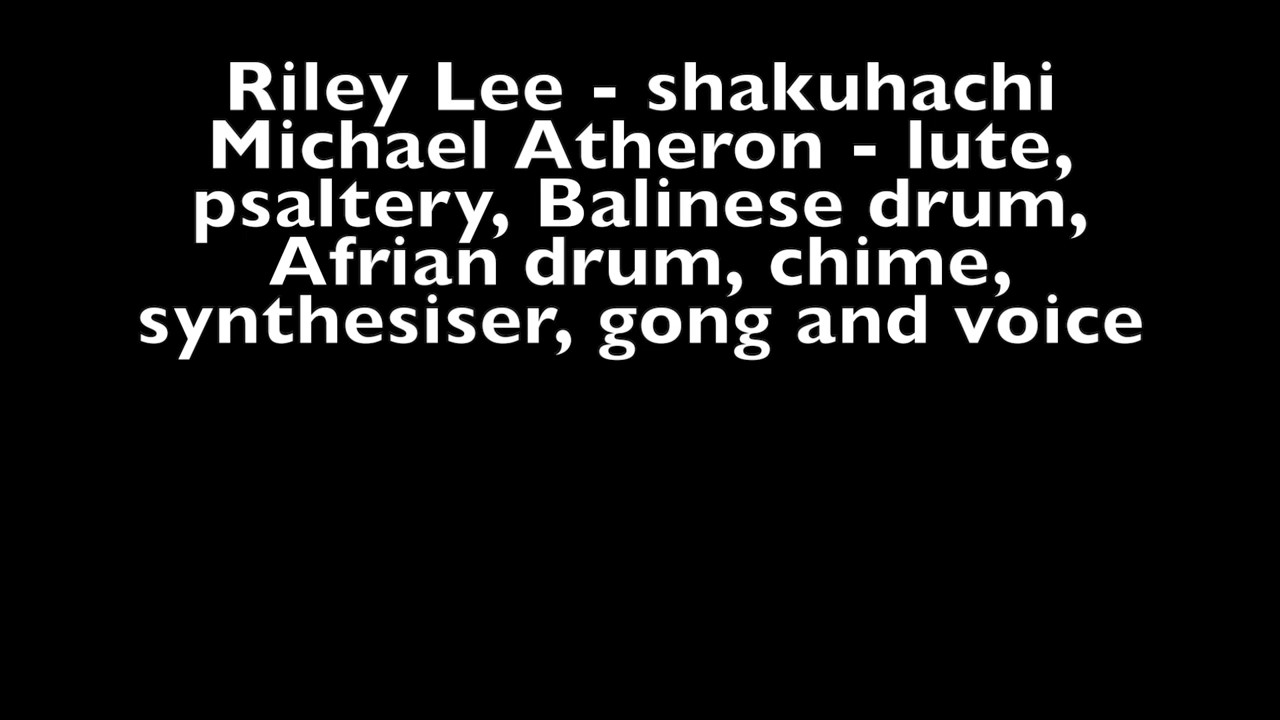 Riley Lee - shakuhachi
Michael Atheron - lute,
psaltery, Balinese drum,
Afrian drum, chime,
synthesiser, gong and voice